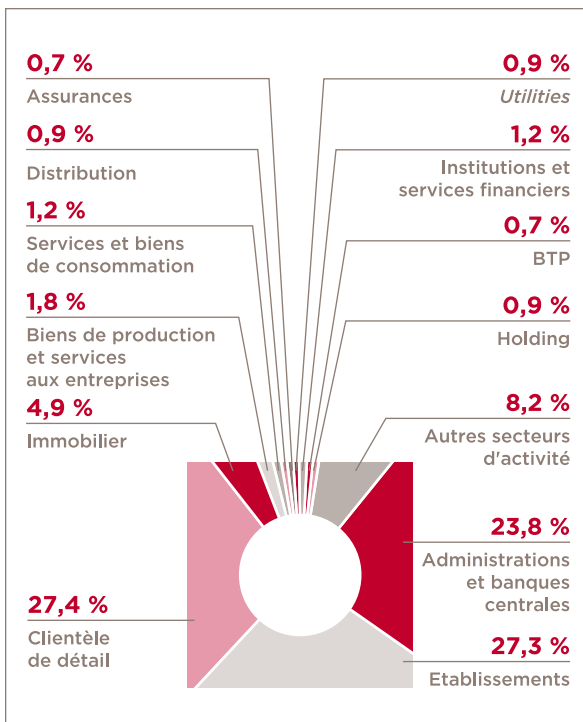 0,7 %
Assurances
0,9 %
Distribution
1,2 %
Services et biens
de consommation
1,8 %
Biens de production
et services
aux entreprises
4,9 %
Immobilier
27,4 %
Clientèle
de détail
0,9 %
Utilities
1,2 %
Institutions et
services financiers
0,7 %
BTP
0,9 %
Holding
8,2 %
Autres secteurs
d'activité
23,8 %
Administrations
et banques
centrales
27,3 %
Etablissements